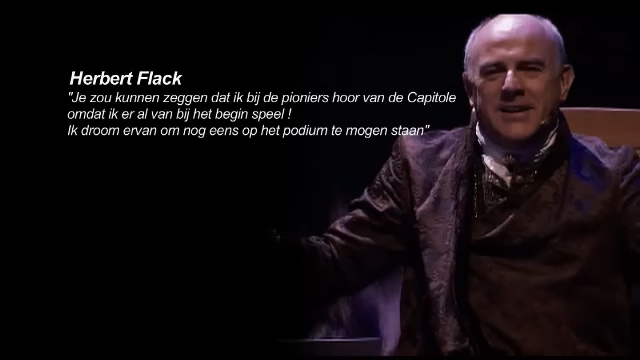 Herbert Flack
"Je zou kunnen zeggen dat ik bij de pioniers hoor van de Capitole
omdat ik er al van bij het begin speel !
Ik droom ervan om nog eens op het podium te mogen staan"